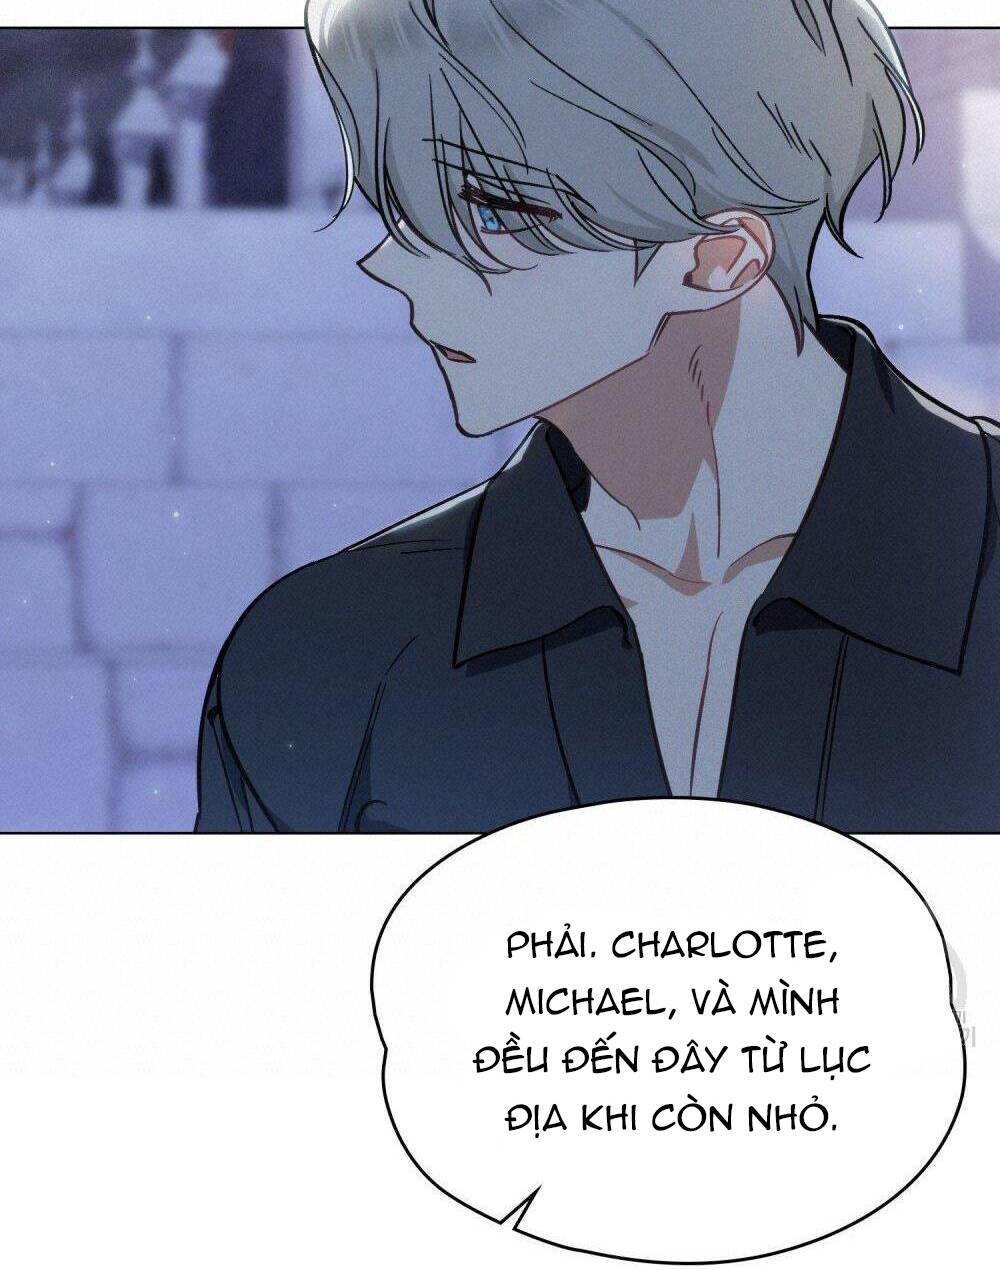 PHẢI. CHARLOTTE,
MICHAEL, VÀ MÌNH
ĐỀU ĐẾN ĐÂY TỪ LỤC
ĐỊA KHI CÒN NHỎ.